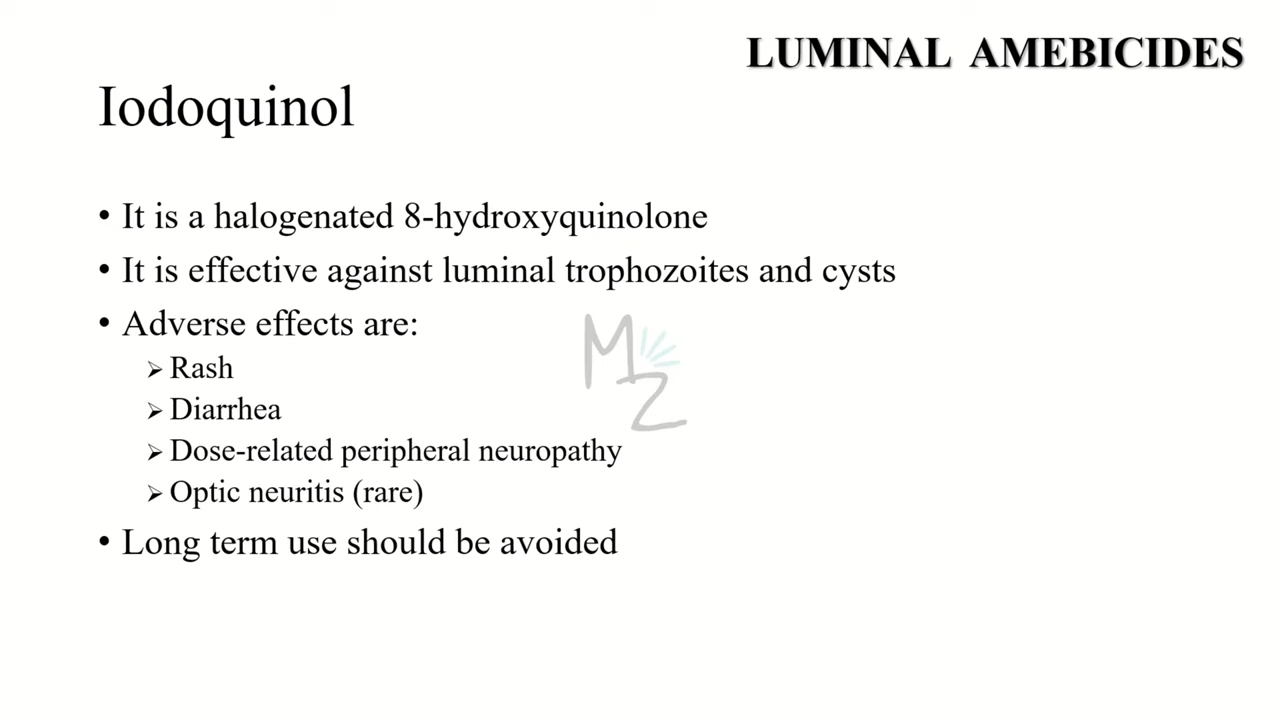 LUMINAL AMEBICIDES
Iodoquinol
• It is a halogenated 8-hydroxyquinolone
• It is effective against luminal trophozoites and cysts
• Adverse effects are:
➢ Rash
➢ Diarrhea
➢ Dose-related peripheral neuropathy
➢ Optic neuritis (rare)
• Long term use should be avoided
MZ